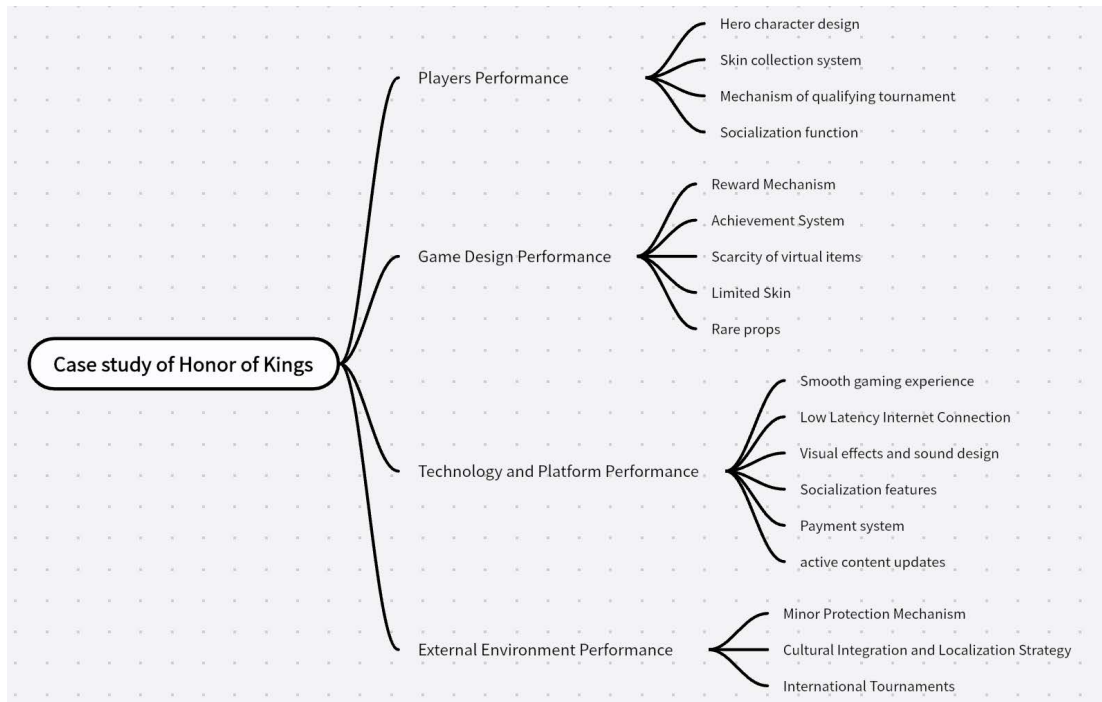 Case study of Honor of Kings
Players Performance
Hero character design
Skin collection system
Mechanism of qualifying tournament
Socialization function
Game Design Performance
Reward Mechanism
Achievement System
Scarcity of virtual items
Limited Skin
Rare props
Technology and Platform Performance
Smooth gaming experience
Low Latency Internet Connection
Visual effects and sound design
Socialization features
Payment system
active content updates
External Environment Performance
Minor Protection Mechanism
Cultural Integration and Localization Strategy
International Tournaments